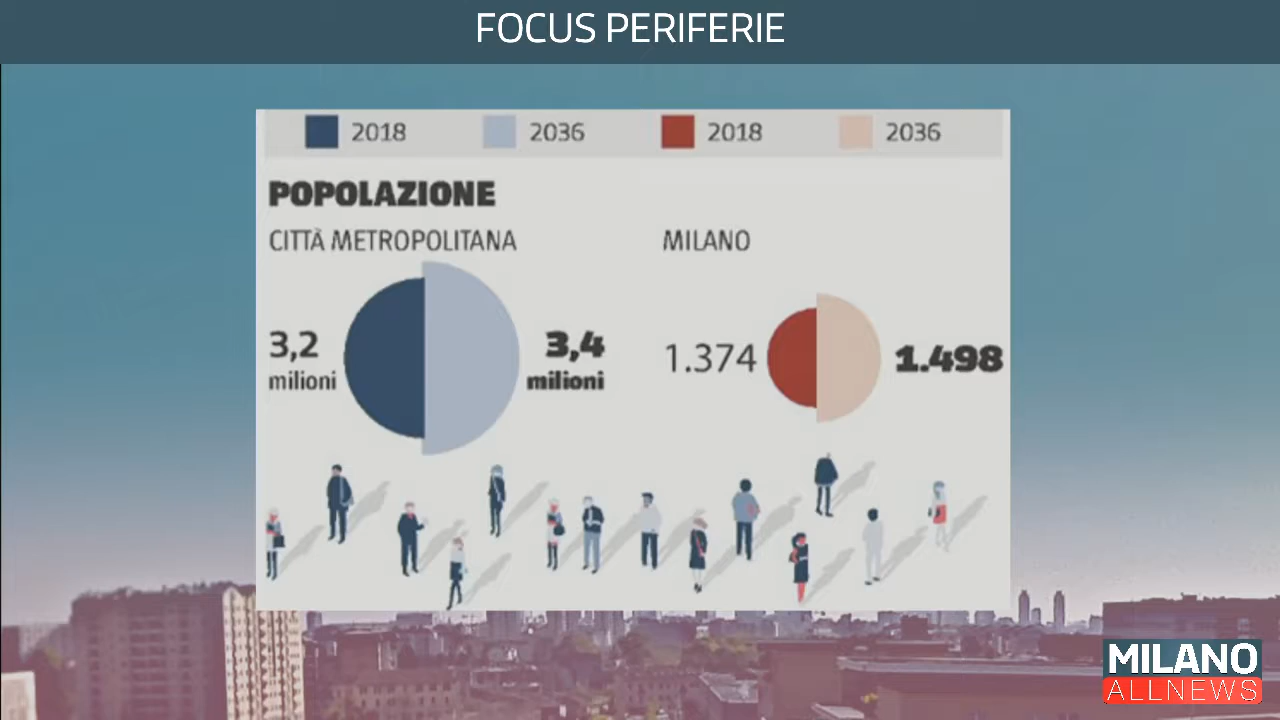 FOCUS PERIFERIE
2018 2036 2018 2036
POPOLAZIONE
CITTÀ METROPOLITANA MILANO
3,2 milioni
3,4 milioni
1.374
1.498
MILANO
ALLNEWS